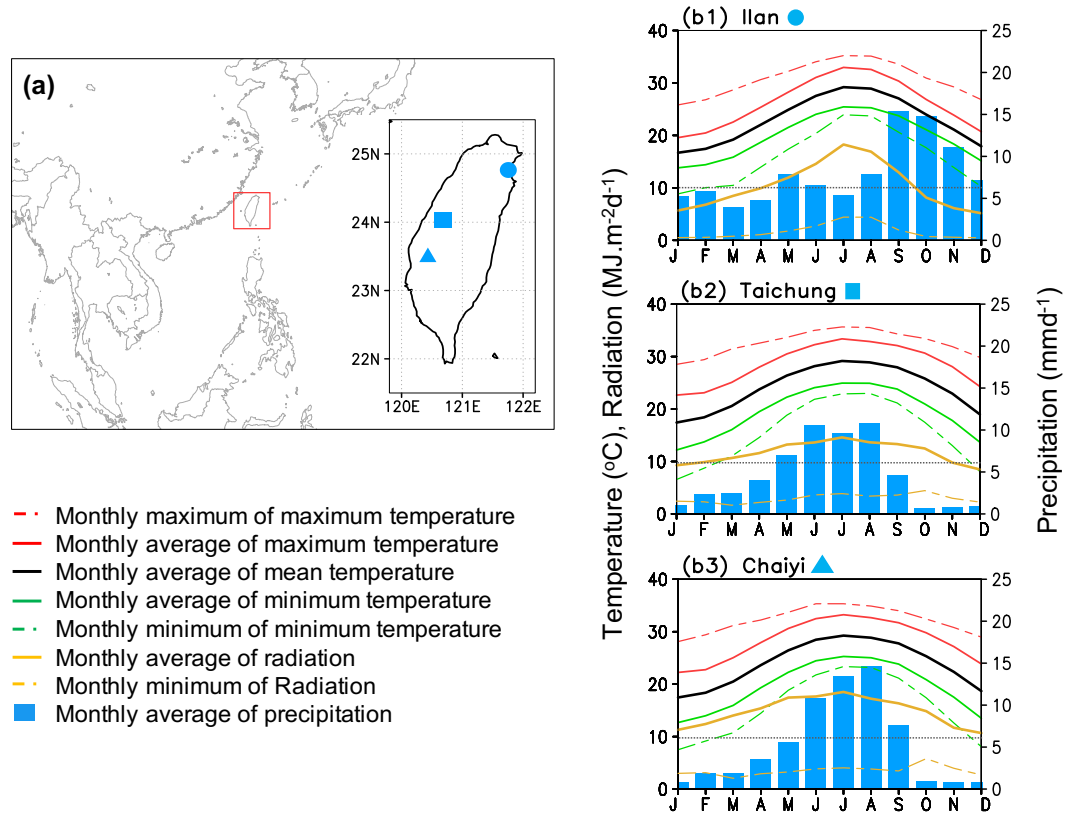 (a)
25N
24N
23N
22N
120E
121E
122E
Monthly maximum of maximum temperature
Monthly average of maximum temperature
Monthly average of mean temperature
Monthly average of minimum temperature
Monthly minimum of minimum temperature
Monthly average of radiation
Monthly minimum of Radiation
Monthly average of precipitation
Temperature (°C), Radiation (MJ.m⁻²d⁻¹)
(b1) Ilan
40
30
20
10
0
25
20
15
10
5
0
J F M A M J J A S O N D
(b2) Taichung
40
30
20
10
0
25
20
15
10
5
0
J F M A M J J A S O N D
(b3) Chaiyi
40
30
20
10
0
25
20
15
10
5
0
J F M A M J J A S O N D
Precipitation (mmd⁻¹)